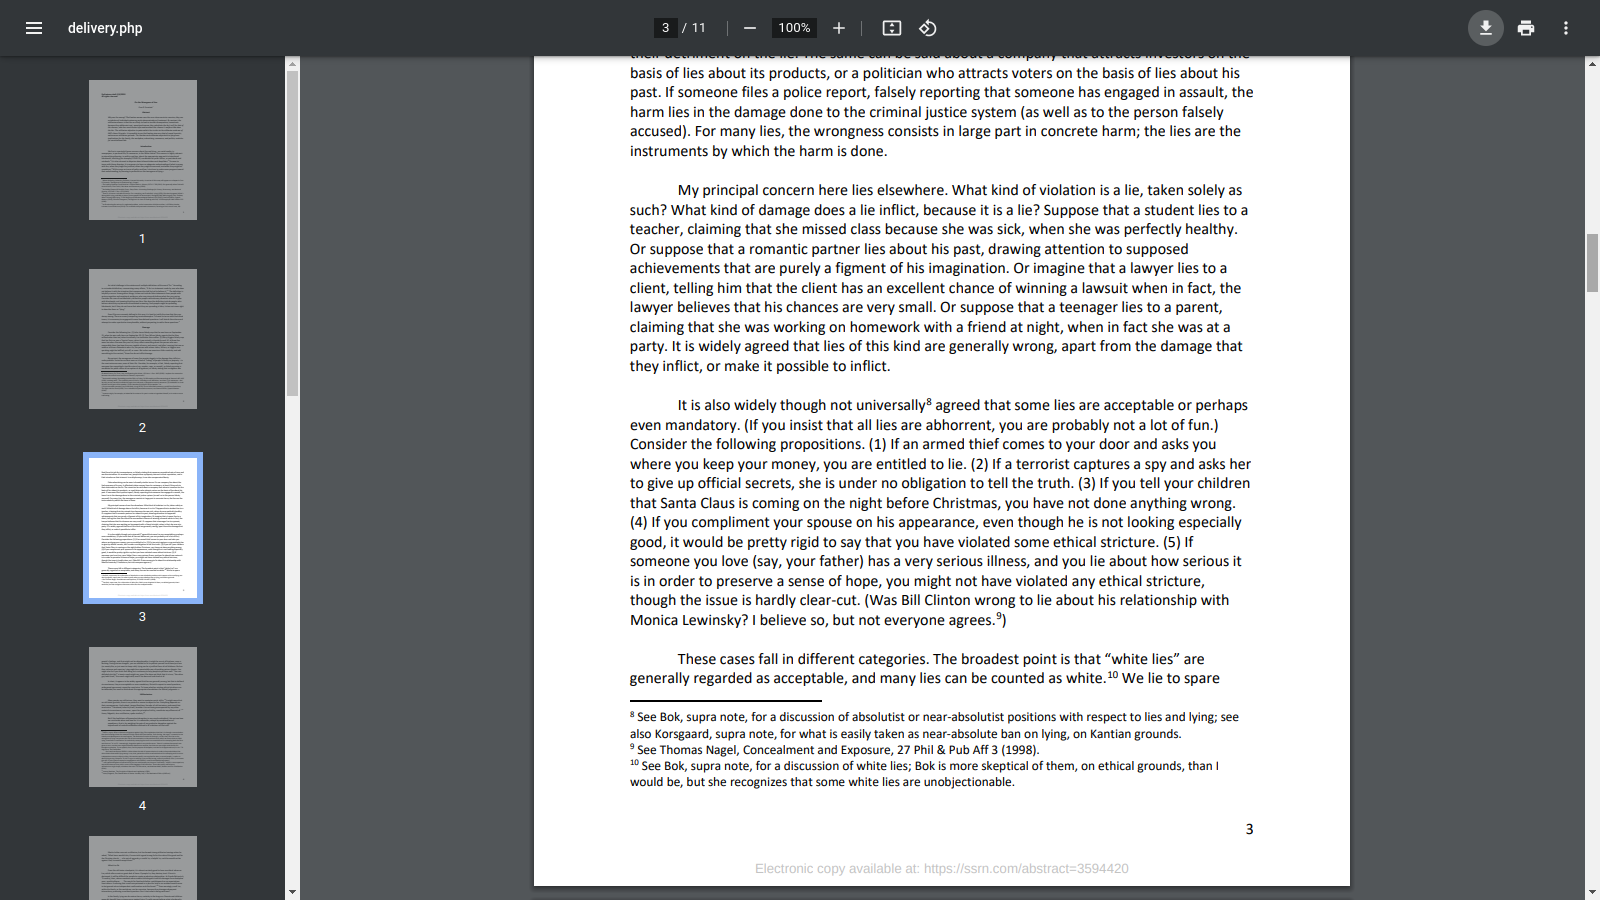 delivery.php
3 / 11
100%
1
2
3
4
their detriment on the lie. The same can be said about a company that attracts investors on the
basis of lies about its products, or a politician who attracts voters on the basis of lies about his
past. If someone files a police report, falsely reporting that someone has engaged in assault, the
harm lies in the damage done to the criminal justice system (as well as to the person falsely
accused). For many lies, the wrongness consists in large part in concrete harm; the lies are the
instruments by which the harm is done.
My principal concern here lies elsewhere. What kind of violation is a lie, taken solely as
such? What kind of damage does a lie inflict, because it is a lie? Suppose that a student lies to a
teacher, claiming that she missed class because she was sick, when she was perfectly healthy.
Or suppose that a romantic partner lies about his past, drawing attention to supposed
achievements that are purely a figment of his imagination. Or imagine that a lawyer lies to a
client, telling him that the client has an excellent chance of winning a lawsuit when in fact, the
lawyer believes that his chances are very small. Or suppose that a teenager lies to a parent,
claiming that she was working on homework with a friend at night, when in fact she was at a
party. It is widely agreed that lies of this kind are generally wrong, apart from the damage that
they inflict, or make it possible to inflict.
It is also widely though not universally⁸ agreed that some lies are acceptable or perhaps
even mandatory. (If you insist that all lies are abhorrent, you are probably not a lot of fun.)
Consider the following propositions. (1) If an armed thief comes to your door and asks you
where you keep your money, you are entitled to lie. (2) If a terrorist captures a spy and asks her
to give up official secrets, she is under no obligation to tell the truth. (3) If you tell your children
that Santa Claus is coming on the night before Christmas, you have not done anything wrong.
(4) If you compliment your spouse on his appearance, even though he is not looking especially
good, it would be pretty rigid to say that you have violated some ethical stricture. (5) If
someone you love (say, your father) has a very serious illness, and you lie about how serious it
is in order to preserve a sense of hope, you might not have violated any ethical stricture,
though the issue is hardly clear-cut. (Was Bill Clinton wrong to lie about his relationship with
Monica Lewinsky? I believe so, but not everyone agrees.⁹)
These cases fall in different categories. The broadest point is that “white lies” are
generally regarded as acceptable, and many lies can be counted as white.¹⁰ We lie to spare
⁸ See Bok, supra note, for a discussion of absolutist or near-absolutist positions with respect to lies and lying; see
also Korsgaard, supra note, for what is easily taken as near-absolute ban on lying, on Kantian grounds.
⁹ See Thomas Nagel, Concealment and Exposure, 27 Phil & Pub Aff 3 (1998).
¹⁰ See Bok, supra note, for a discussion of white lies; Bok is more skeptical of them, on ethical grounds, than I
would be, but she recognizes that some white lies are unobjectionable.
3
Electronic copy available at: https://ssrn.com/abstract=3594420